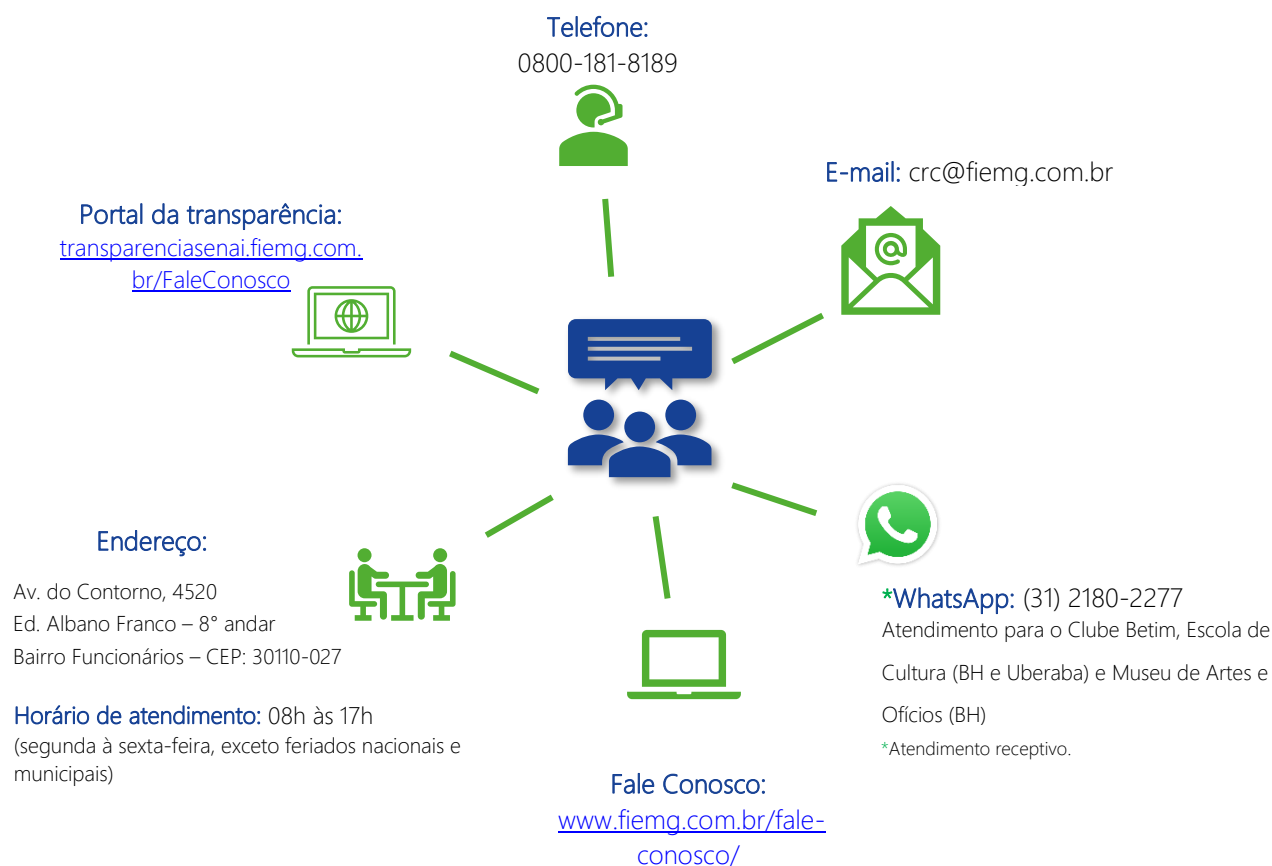 Telefone:
0800-181-8189
E-mail: crc@fiemg.com.br
Portal da transparência:
transparenciasenai.fiemg.com.
br/FaleConosco
@
Endereço:
Av. do Contorno, 4520
Ed. Albano Franco – 8° andar
Bairro Funcionários – CEP: 30110-027
Horário de atendimento: 08h às 17h
(segunda à sexta-feira, exceto feriados nacionais e
municipais)
*WhatsApp: (31) 2180-2277
Atendimento para o Clube Betim, Escola de
Cultura (BH e Uberaba) e Museu de Artes e
Ofícios (BH)
*Atendimento receptivo.
Fale Conosco:
www.fiemg.com.br/fale-
conosco/